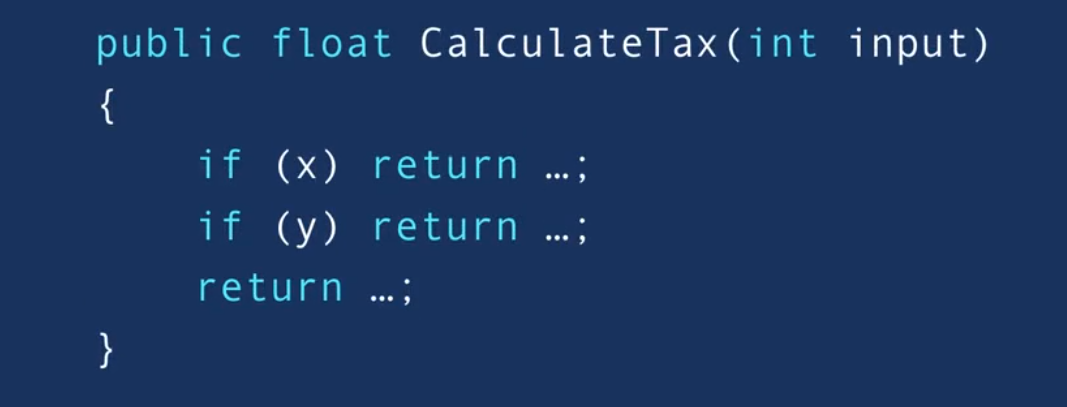 public float CalculateTax(int input)
{
if (x) return …;
if (y) return …;
return …;
}